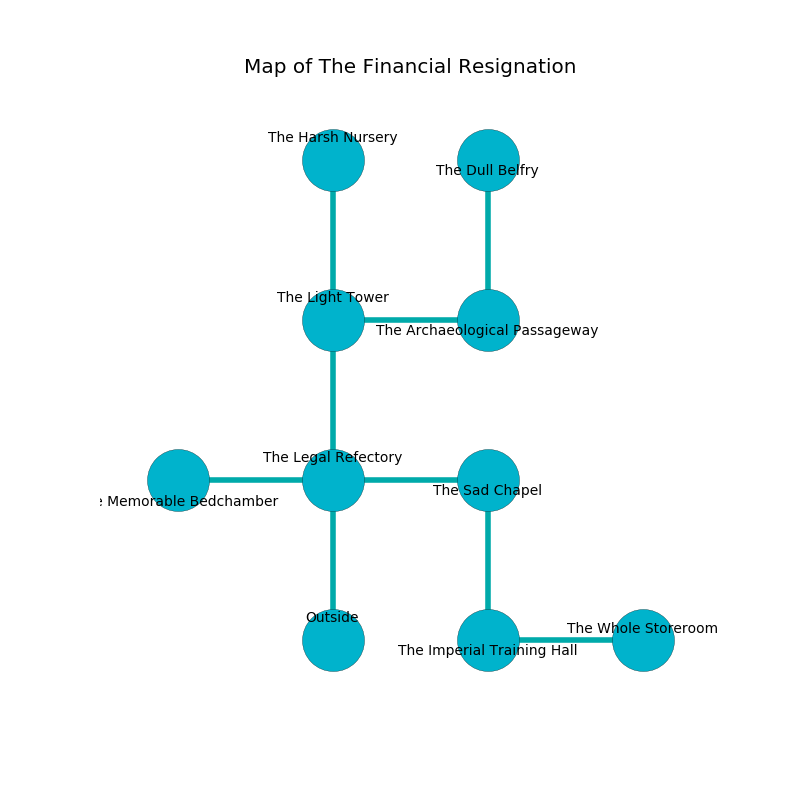 Map of The Financial Resignation
The Harsh Nursery
The Dull Belfry
The Light Tower
The Archaeological Passageway
The Legal Refectory
The Sad Chapel
Memorable Bedchamber
Outside
The Whole Storeroom
The Imperial Training Hall